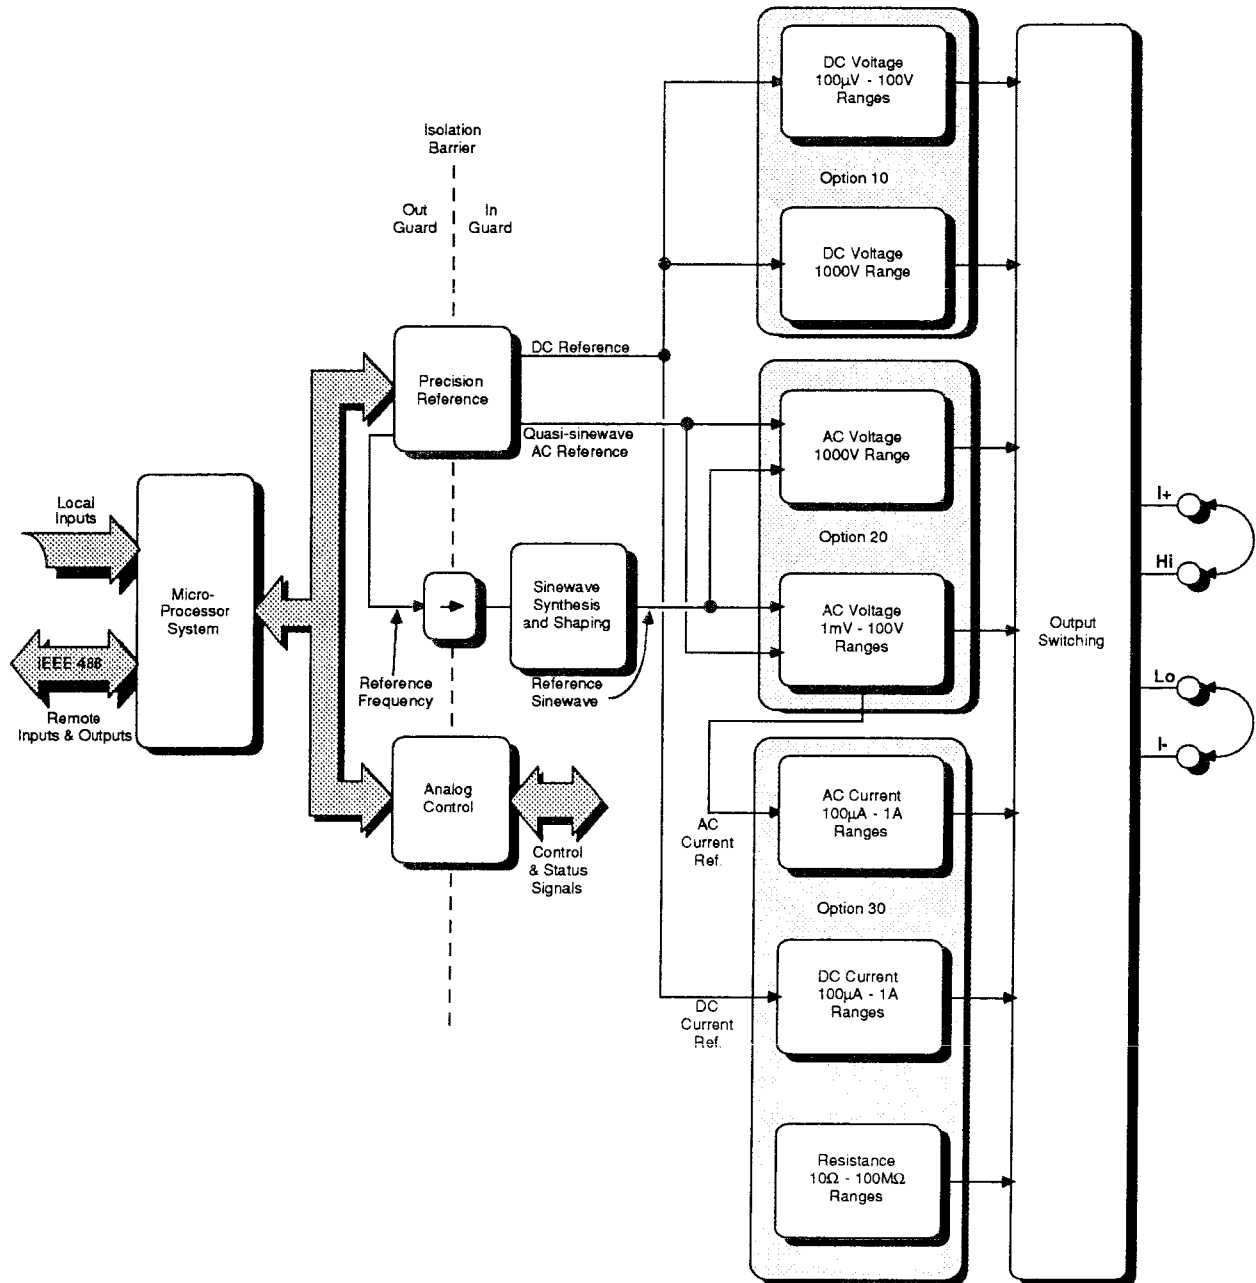 DC Voltage
100µV - 100V
Ranges
Option 10
DC Voltage
1000V Range
Isolation
Barrier
Out
Guard
In
Guard
Precision
Reference
DC Reference
Quasi-sinewave
AC Reference
AC Voltage
1000V Range
Option 20
AC Voltage
1mV - 100V
Ranges
Local
Inputs
Micro-
Processor
System
IEEE 488
Remote
Inputs & Outputs
Sinewave
Synthesis
and Shaping
Reference
Frequency
Reference
Sinewave
Analog
Control
Control
& Status
Signals
AC
Current
Ref.
AC Current
100µA - 1A
Ranges
Option 30
DC Current
100µA - 1A
Ranges
DC
Current
Ref.
Resistance
10Ω - 100MΩ
Ranges
Output
Switching
I+
Hi
Lo
I-